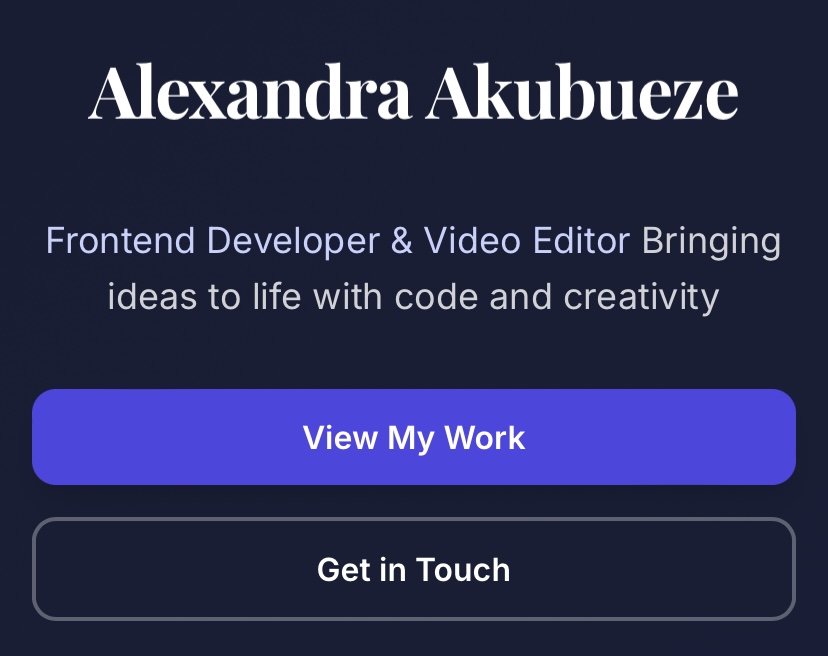 Alexandra Akubueze
Frontend Developer & Video Editor Bringing
ideas to life with code and creativity
View My Work
Get in Touch